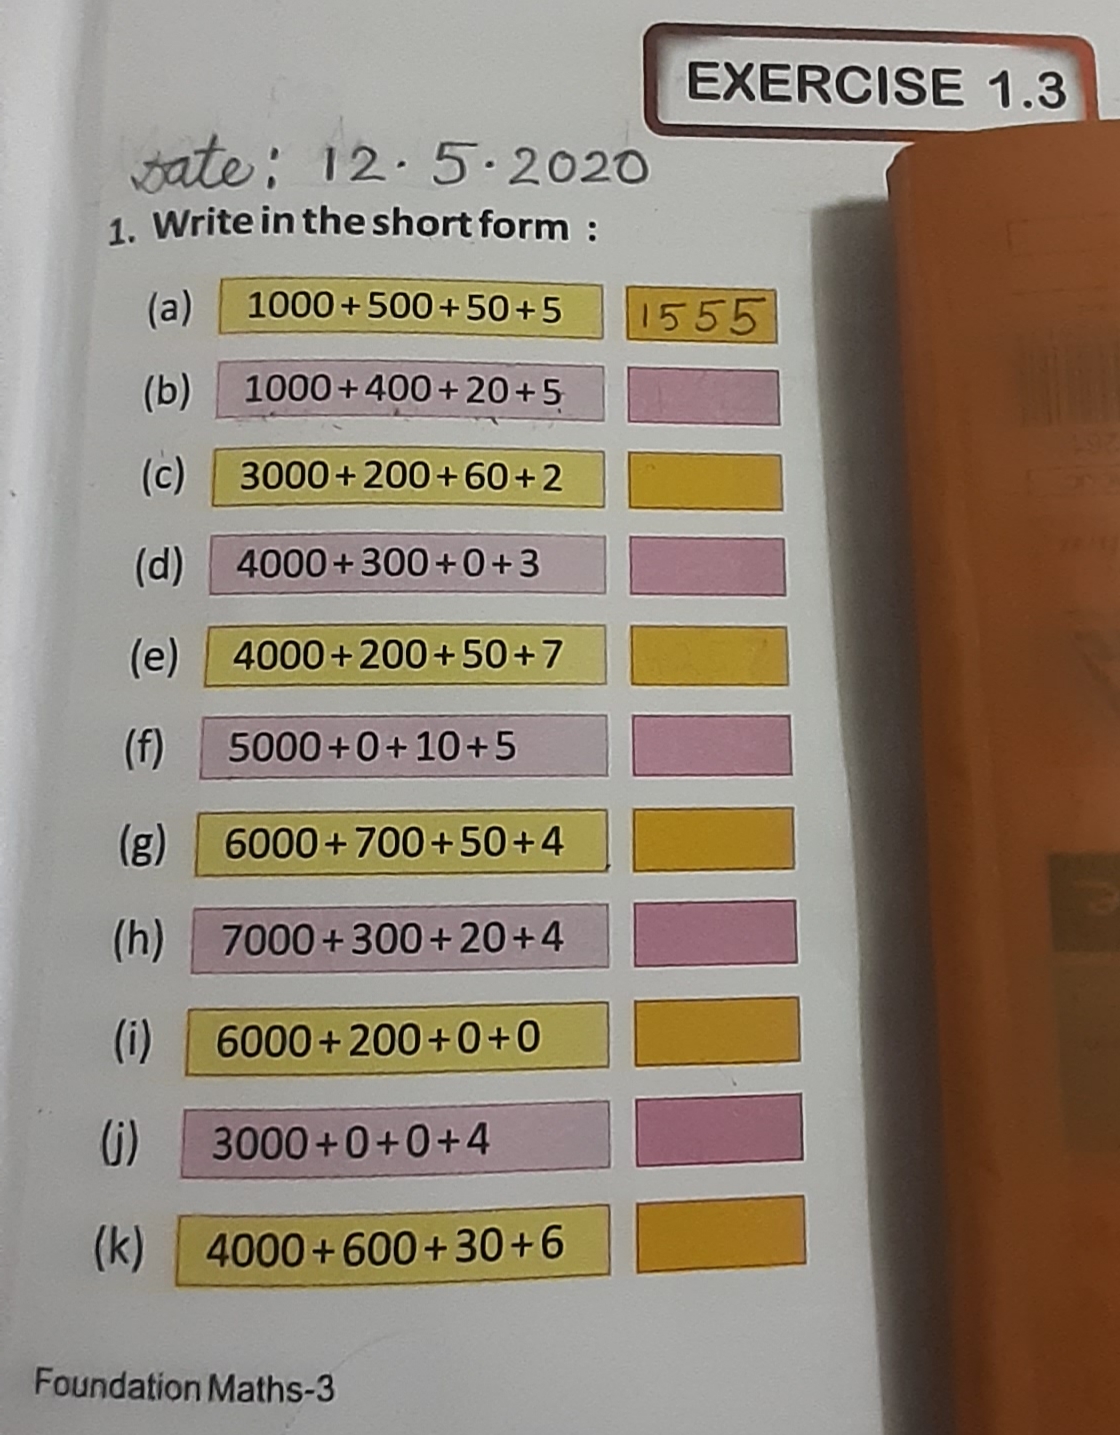 EXERCISE 1.3
Date: 12.5.2020
1. Write in the short form :
(a) 1000+500+50+5 1555
(b) 1000+400+20+5
(c) 3000+200+60+2
(d) 4000+300+0+3
(e) 4000+200+50+7
(f) 5000+0+10+5
(g) 6000+700+50+4
(h) 7000+300+20+4
(i) 6000+200+0+0
(j) 3000+0+0+4
(k) 4000+600+30+6
Foundation Maths-3